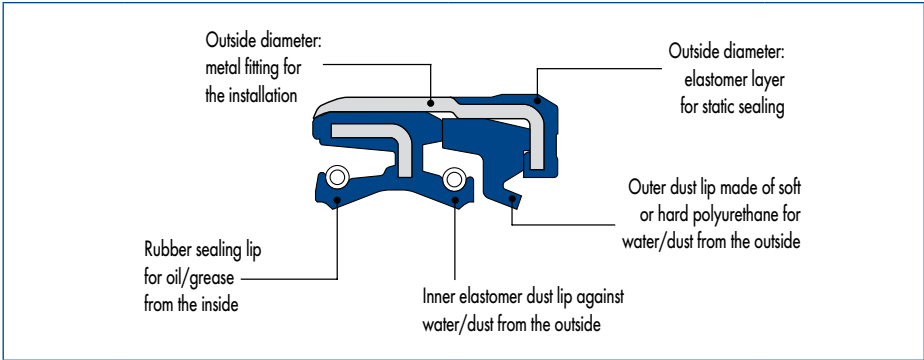 Outside diameter:
metal fitting for
the installation
Outside diameter:
elastomer layer
for static sealing
Outer dust lip made of soft
or hard polyurethane for
water/dust from the outside
Rubber sealing lip
for oil/grease
from the inside
Inner elastomer dust lip against
water/dust from the outside